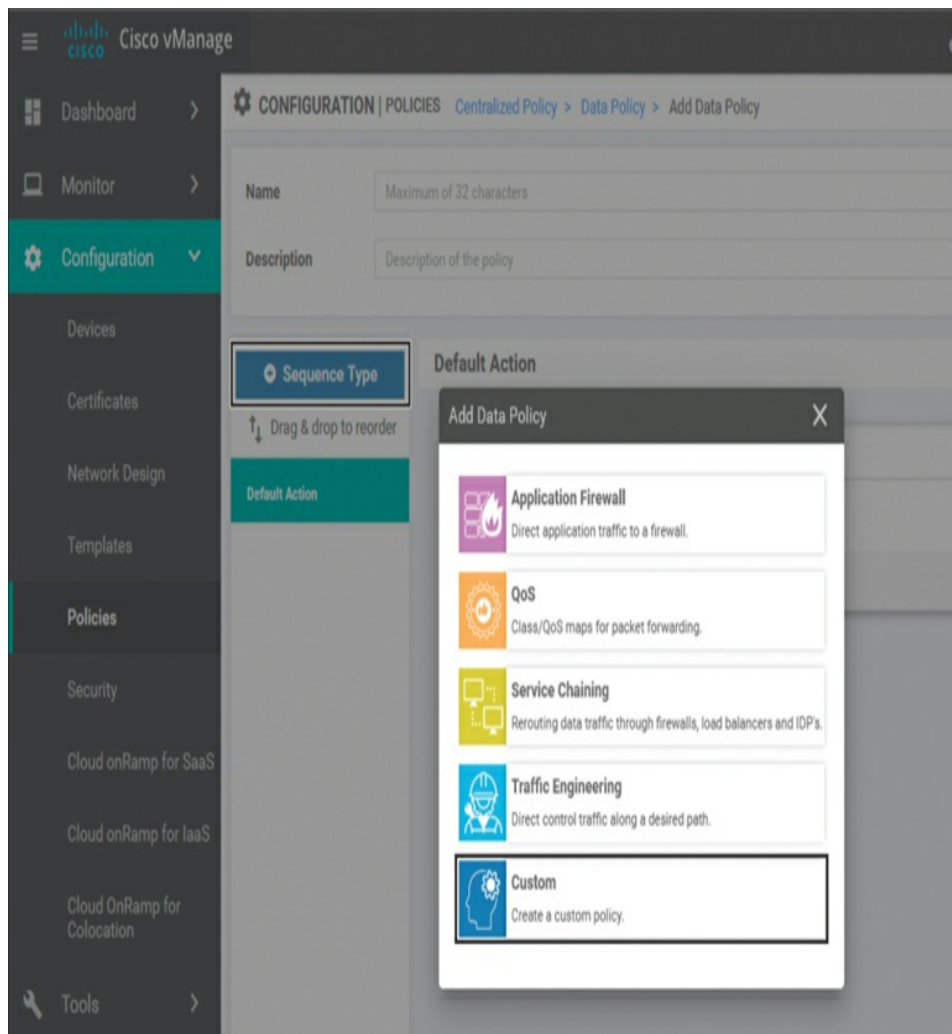 cisco
Cisco vManage
Dashboard
Monitor
Configuration
Devices
Certificates
Network Design
Templates
Policies
Security
Cloud onRamp for SaaS
Cloud onRamp for IaaS
Cloud OnRamp for
Colocation
Tools
CONFIGURATION | POLICIES Centralized Policy > Data Policy > Add Data Policy
Name Maximum of 32 characters
Description Description of the policy
Sequence Type
Drag & drop to reorder
Default Action
Default Action
Add Data Policy X
Application Firewall
Direct application traffic to a firewall.
QoS
Class/QoS maps for packet forwarding.
Service Chaining
Rerouting data traffic through firewalls, load balancers and IDP's.
Traffic Engineering
Direct control traffic along a desired path.
Custom
Create a custom policy.